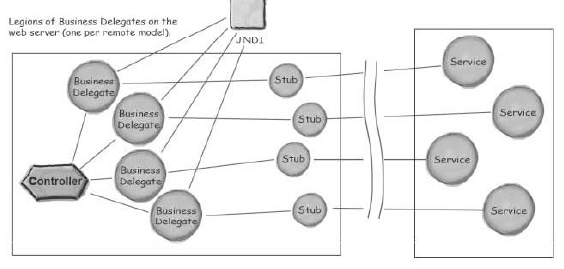 Legions of Business Delegates on the
web server (one per remote model).
JNDI
Business
Delegate
Stub
Service
Business
Delegate
Stub
Service
Controller
Business
Delegate
Stub
Service
Business
Delegate
Stub
Service